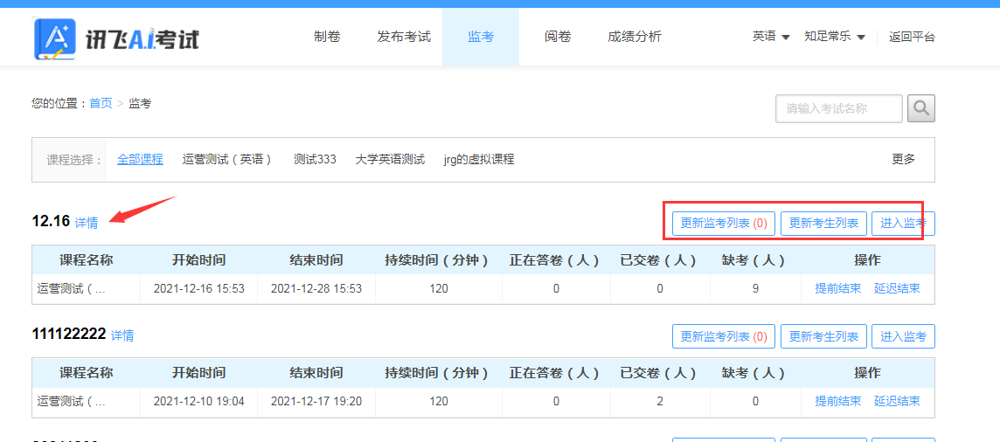 讯飞A.i.考试 制卷 发布考试 监考 阅卷 成绩分析 英语 知足常乐 返回平台
您的位置：首页 > 监考 请输入考试名称
课程选择： 全部课程 运营测试（英语） 测试333 大学英语测试 jrg的虚拟课程 更多
12.16 详情 更新监考列表 (0) 更新考生列表 进入监考
课程名称 开始时间 结束时间 持续时间（分钟） 正在答卷（人） 已交卷（人） 缺考（人） 操作
运营测试（... 2021-12-16 15:53 2021-12-28 15:53 120 0 0 9 提前结束 延迟结束
111122222 详情 更新监考列表 (0) 更新考生列表 进入监考
课程名称 开始时间 结束时间 持续时间（分钟） 正在答卷（人） 已交卷（人） 缺考（人） 操作
运营测试（... 2021-12-10 19:04 2021-12-17 19:20 120 0 2 0 提前结束 延迟结束